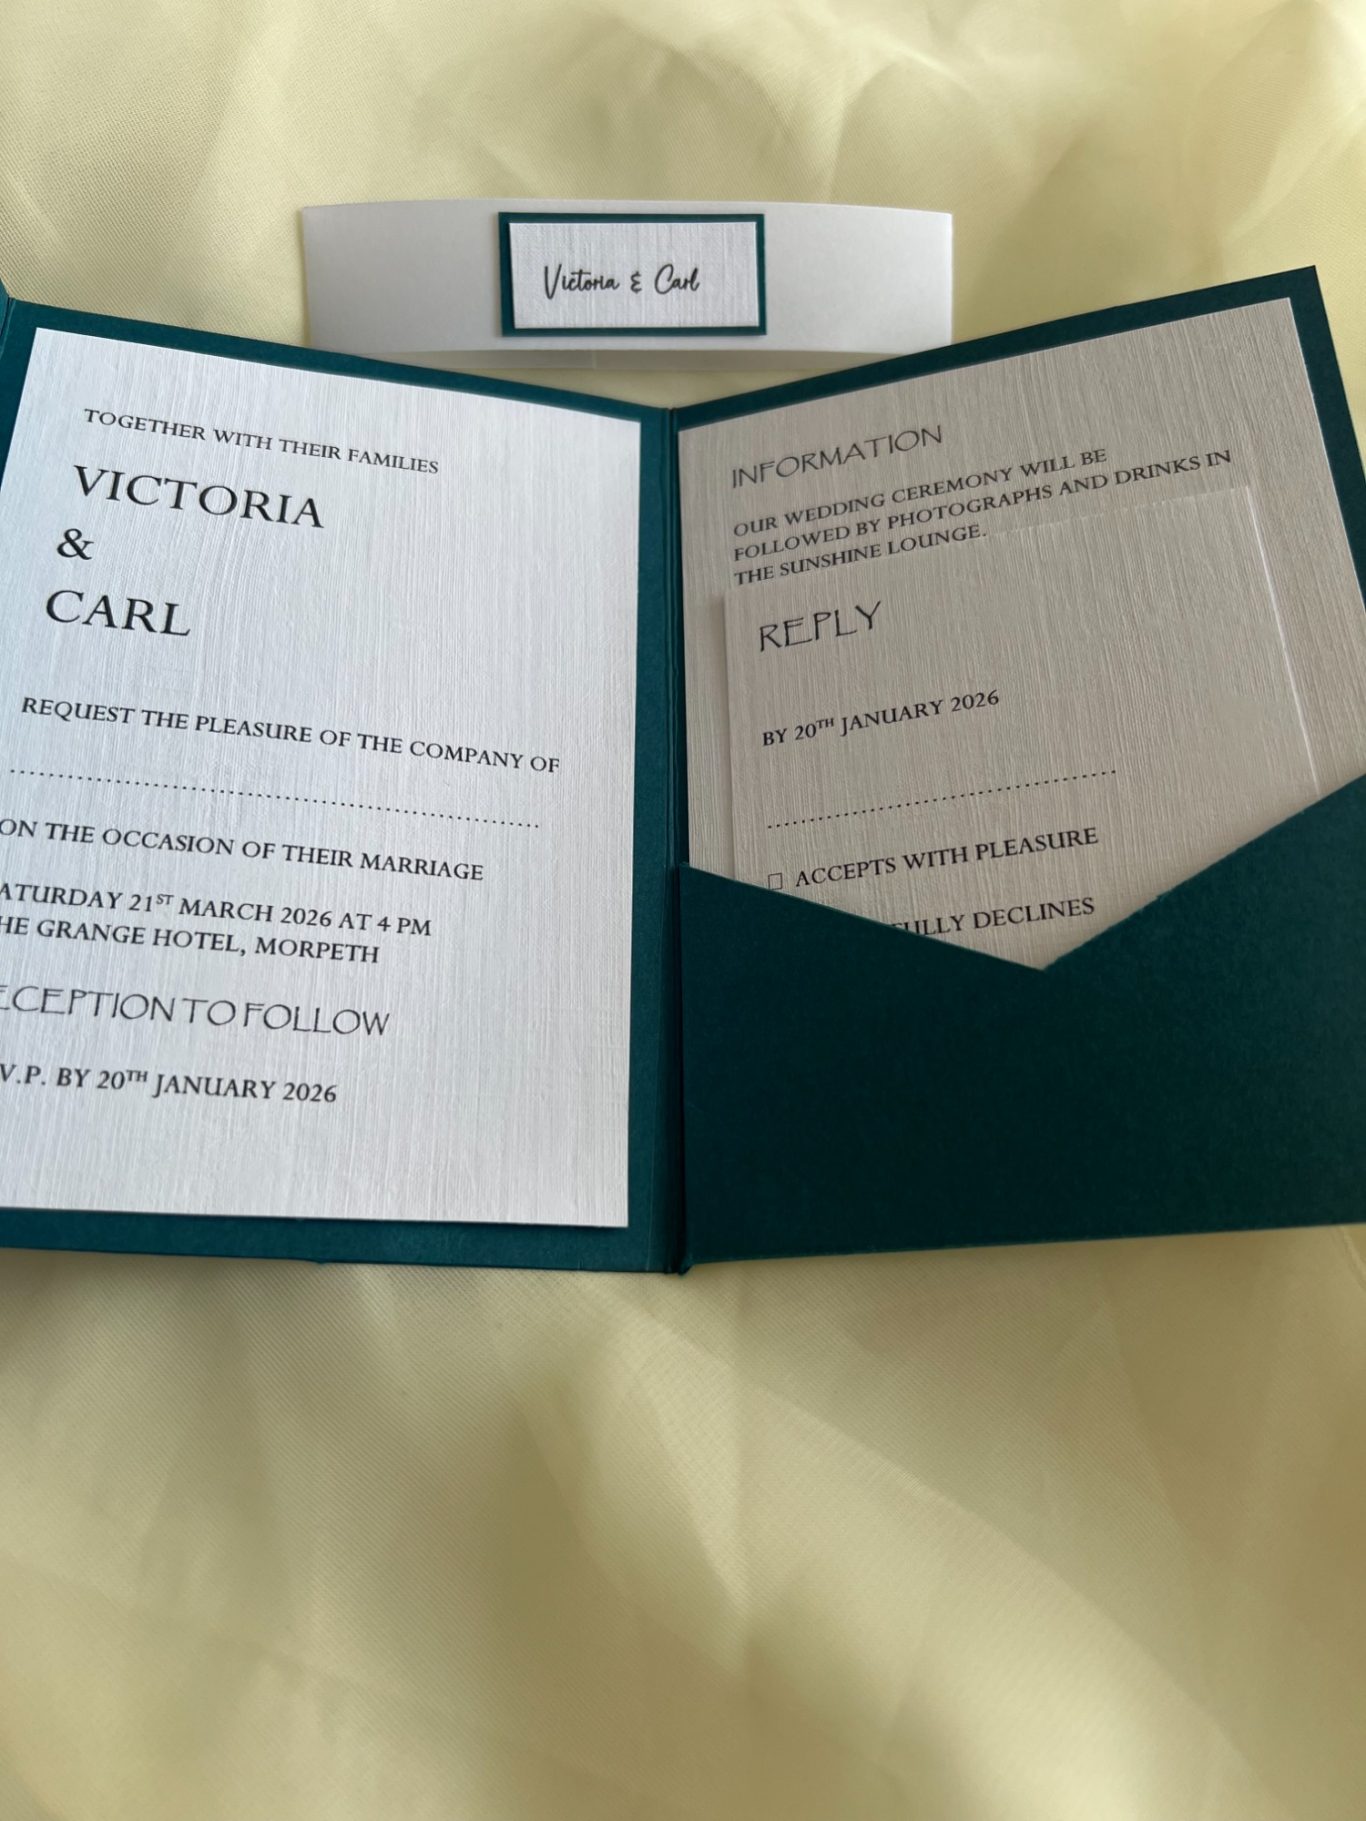 Victoria & Carl
TOGETHER WITH THEIR FAMILIES
VICTORIA
&
CARL
REQUEST THE PLEASURE OF THE COMPANY OF
ON THE OCCASION OF THEIR MARRIAGE
ATURDAY 21ST MARCH 2026 AT 4 PM
HE GRANGE HOTEL, MORPETH
ECEPTION TO FOLLOW
V.P. BY 20TH JANUARY 2026
INFORMATION
OUR WEDDING CEREMONY WILL BE
FOLLOWED BY PHOTOGRAPHS AND DRINKS IN
THE SUNSHINE LOUNGE.
REPLY
BY 20TH JANUARY 2026
ACCEPTS WITH PLEASURE
FULLY DECLINES